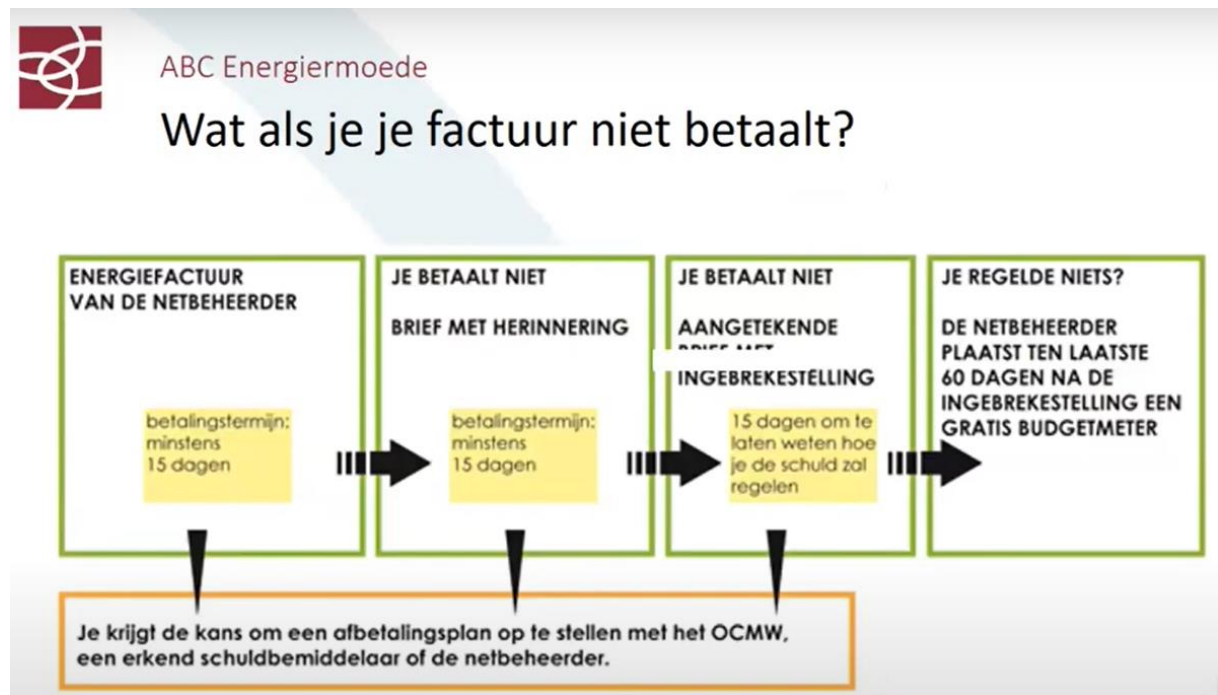 ABC Energiermoede
Wat als je je factuur niet betaalt?
ENERGIEFACTUUR
VAN DE NETBEHEERDER
betalingstermijn:
minstens
15 dagen
JE BETAALT NIET
BRIEF MET HERINNERING
betalingstermijn:
minstens
15 dagen
JE BETAALT NIET
AANGETEKENDE
BRIEF MET
INGEBREKESTELLING
15 dagen om te
laten weten hoe
je de schuld zal
regelen
JE REGELDE NIETS?
DE NETBEHEERDER
PLAATST TEN LAATSTE
60 DAGEN NA DE
INGEBREKESTELLING EEN
GRATIS BUDGETMETER
Je krijgt de kans om een afbetalingsplan op te stellen met het OCMW,
een erkend schuldbemiddelaar of de netbeheerder.